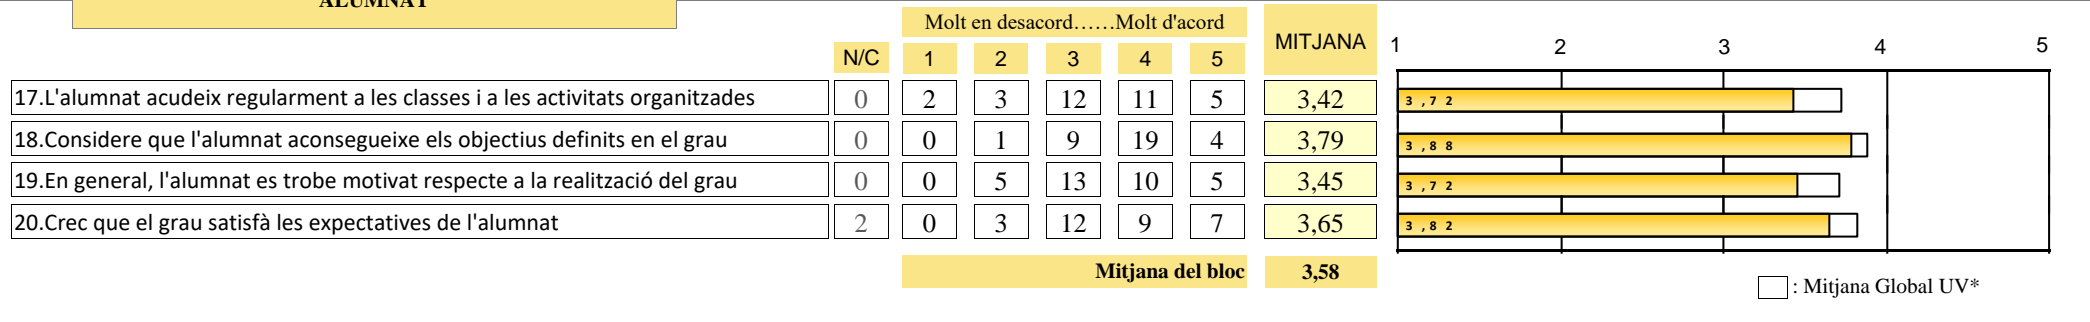 ALUMNAT
Molt en desacord……Molt d'acord
MITJANA
N/C 1 2 3 4 5
1 2 3 4 5
17.L'alumnat acudeix regularment a les classes i a les activitats organitzades 0 2 3 12 11 5 3,42 3,72
18.Considere que l'alumnat aconsegueixe els objectius definits en el grau 0 0 1 9 19 4 3,79 3,88
19.En general, l'alumnat es trobe motivat respecte a la realització del grau 0 0 5 13 10 5 3,45 3,72
20.Crec que el grau satisfà les expectatives de l'alumnat 2 0 3 12 9 7 3,65 3,82
Mitjana del bloc 3,58
: Mitjana Global UV*